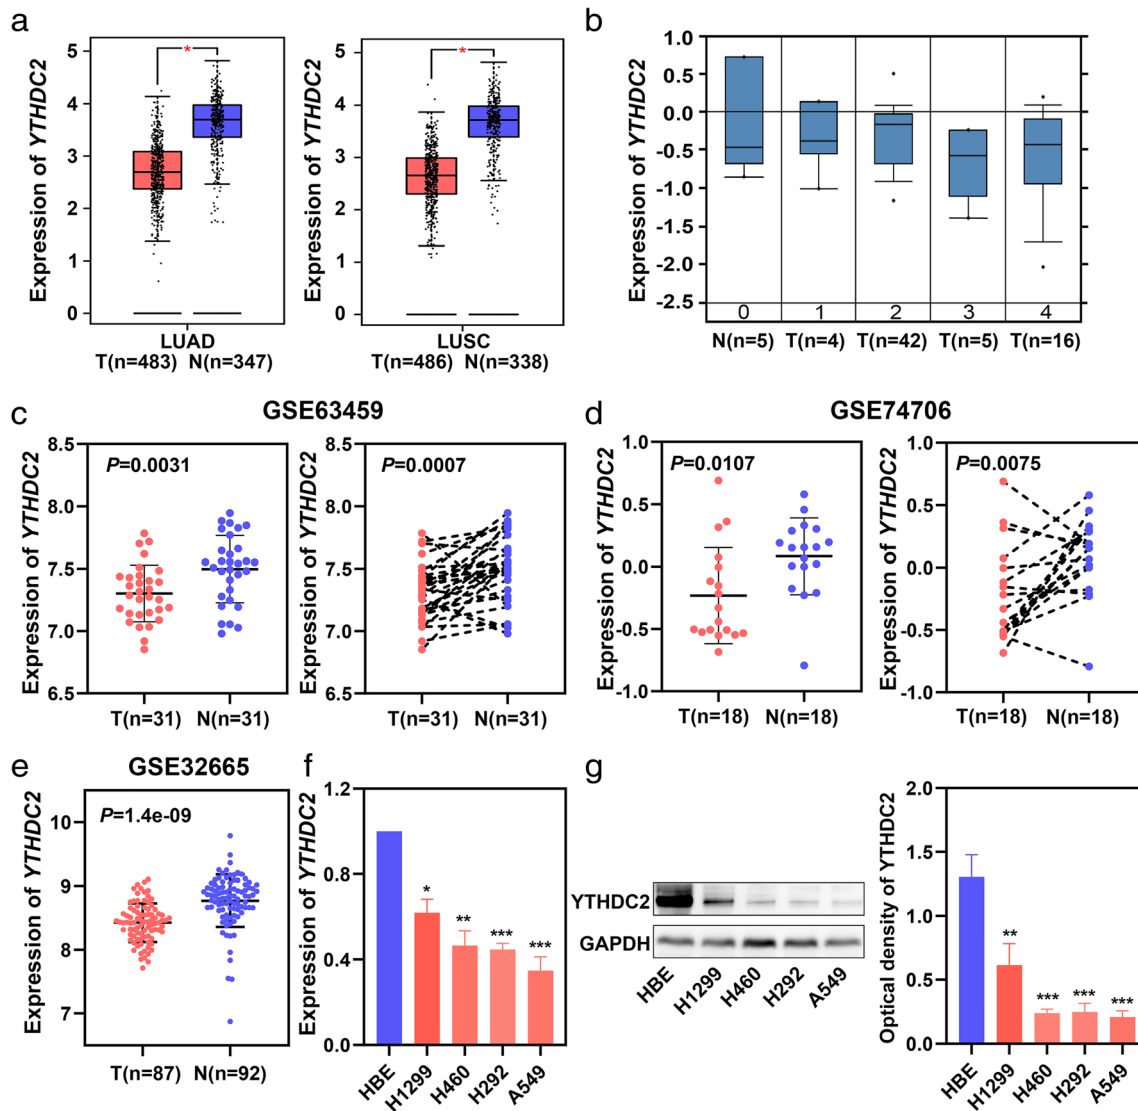 a
Expression of YTHDC2
5
4
3
2
1
0
*
LUAD
T(n=483) N(n=347)
Expression of YTHDC2
5
4
3
2
1
0
*
LUSC
T(n=486) N(n=338)
b
Expression of YTHDC2
1.0
0.5
0.0
-0.5
-1.0
-1.5
-2.0
-2.5
0 1 2 3 4
N(n=5) T(n=4) T(n=42) T(n=5) T(n=16)
c
GSE63459
Expression of YTHDC2
8.5
8.0
7.5
7.0
6.5
P=0.0031
T(n=31) N(n=31)
Expression of YTHDC2
8.5
8.0
7.5
7.0
6.5
P=0.0007
T(n=31) N(n=31)
d
GSE74706
Expression of YTHDC2
1.0
0.5
0.0
-0.5
-1.0
P=0.0107
T(n=18) N(n=18)
Expression of YTHDC2
1.0
0.5
0.0
-0.5
-1.0
P=0.0075
T(n=18) N(n=18)
e
GSE32665
Expression of YTHDC2
10
9
8
7
P=1.4e-09
T(n=87) N(n=92)
f
Expression of YTHDC2
1.2
0.8
0.4
0.0
* ** *** ***
HBE H1299 H460 H292 A549
g
YTHDC2
GAPDH
HBE H1299 H460 H292 A549
Optical density of YTHDC2
2.0
1.5
1.0
0.5
0.0
** *** *** ***
HBE H1299 H460 H292 A549